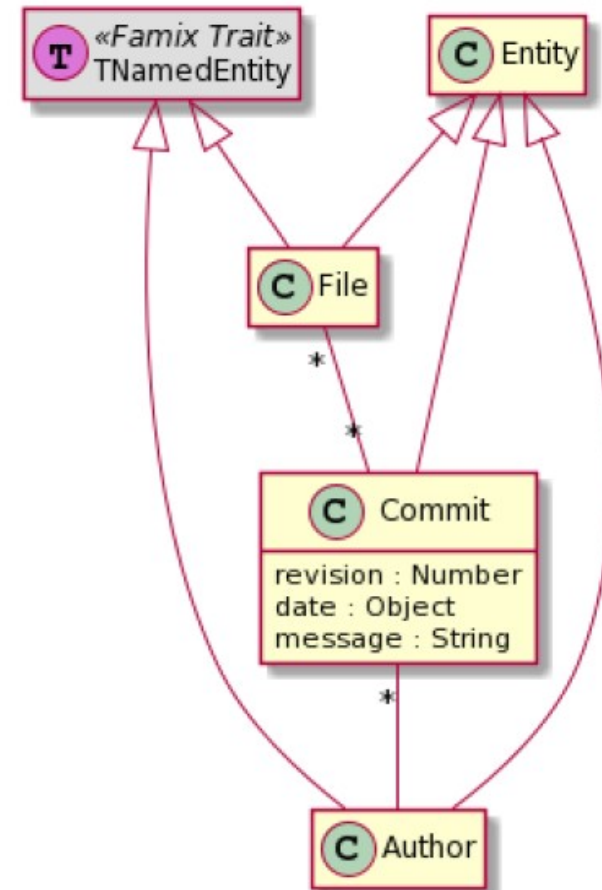 T «Famix Trait»
TNamedEntity
C Entity
C File
*
*
C Commit
revision : Number
date : Object
message : String
*
C Author